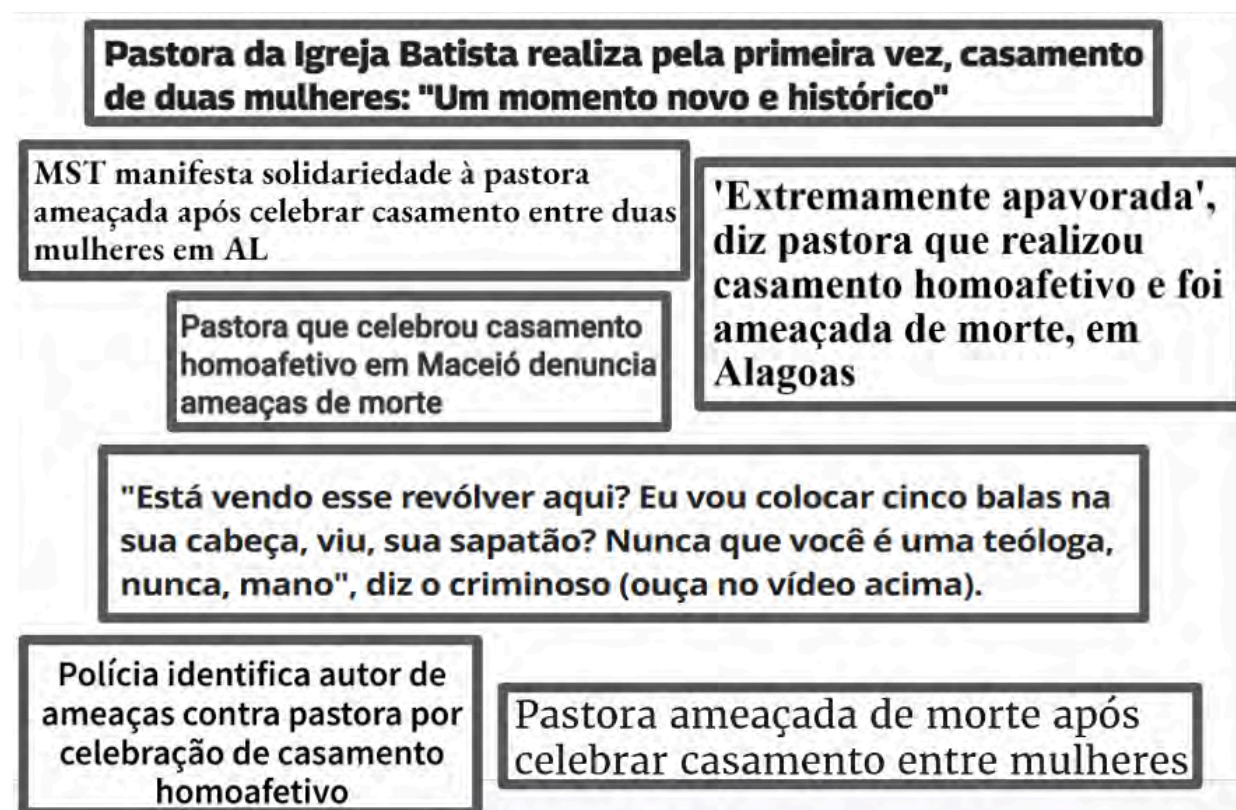 Pastora da Igreja Batista realiza pela primeira vez, casamento
de duas mulheres: "Um momento novo e histórico"
MST manifesta solidariedade à pastora
ameaçada após celebrar casamento entre duas
mulheres em AL
'Extremamente apavorada',
diz pastora que realizou
casamento homoafetivo e foi
ameaçada de morte, em
Alagoas
Pastora que celebrou casamento
homoafetivo em Maceió denuncia
ameaças de morte
"Está vendo esse revólver aqui? Eu vou colocar cinco balas na
sua cabeça, viu, sua sapatão? Nunca que você é uma teóloga,
nunca, mano", diz o criminoso (ouça no vídeo acima).
Polícia identifica autor de
ameaças contra pastora por
celebração de casamento
homoafetivo
Pastora ameaçada de morte após
celebrar casamento entre mulheres